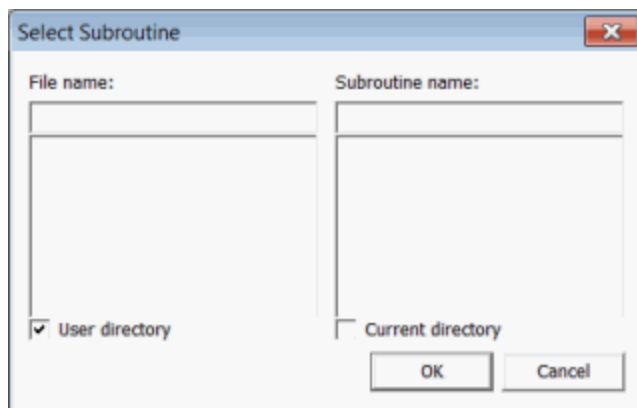 Select Subroutine
File name:
Subroutine name:
User directory
Current directory
OK
Cancel